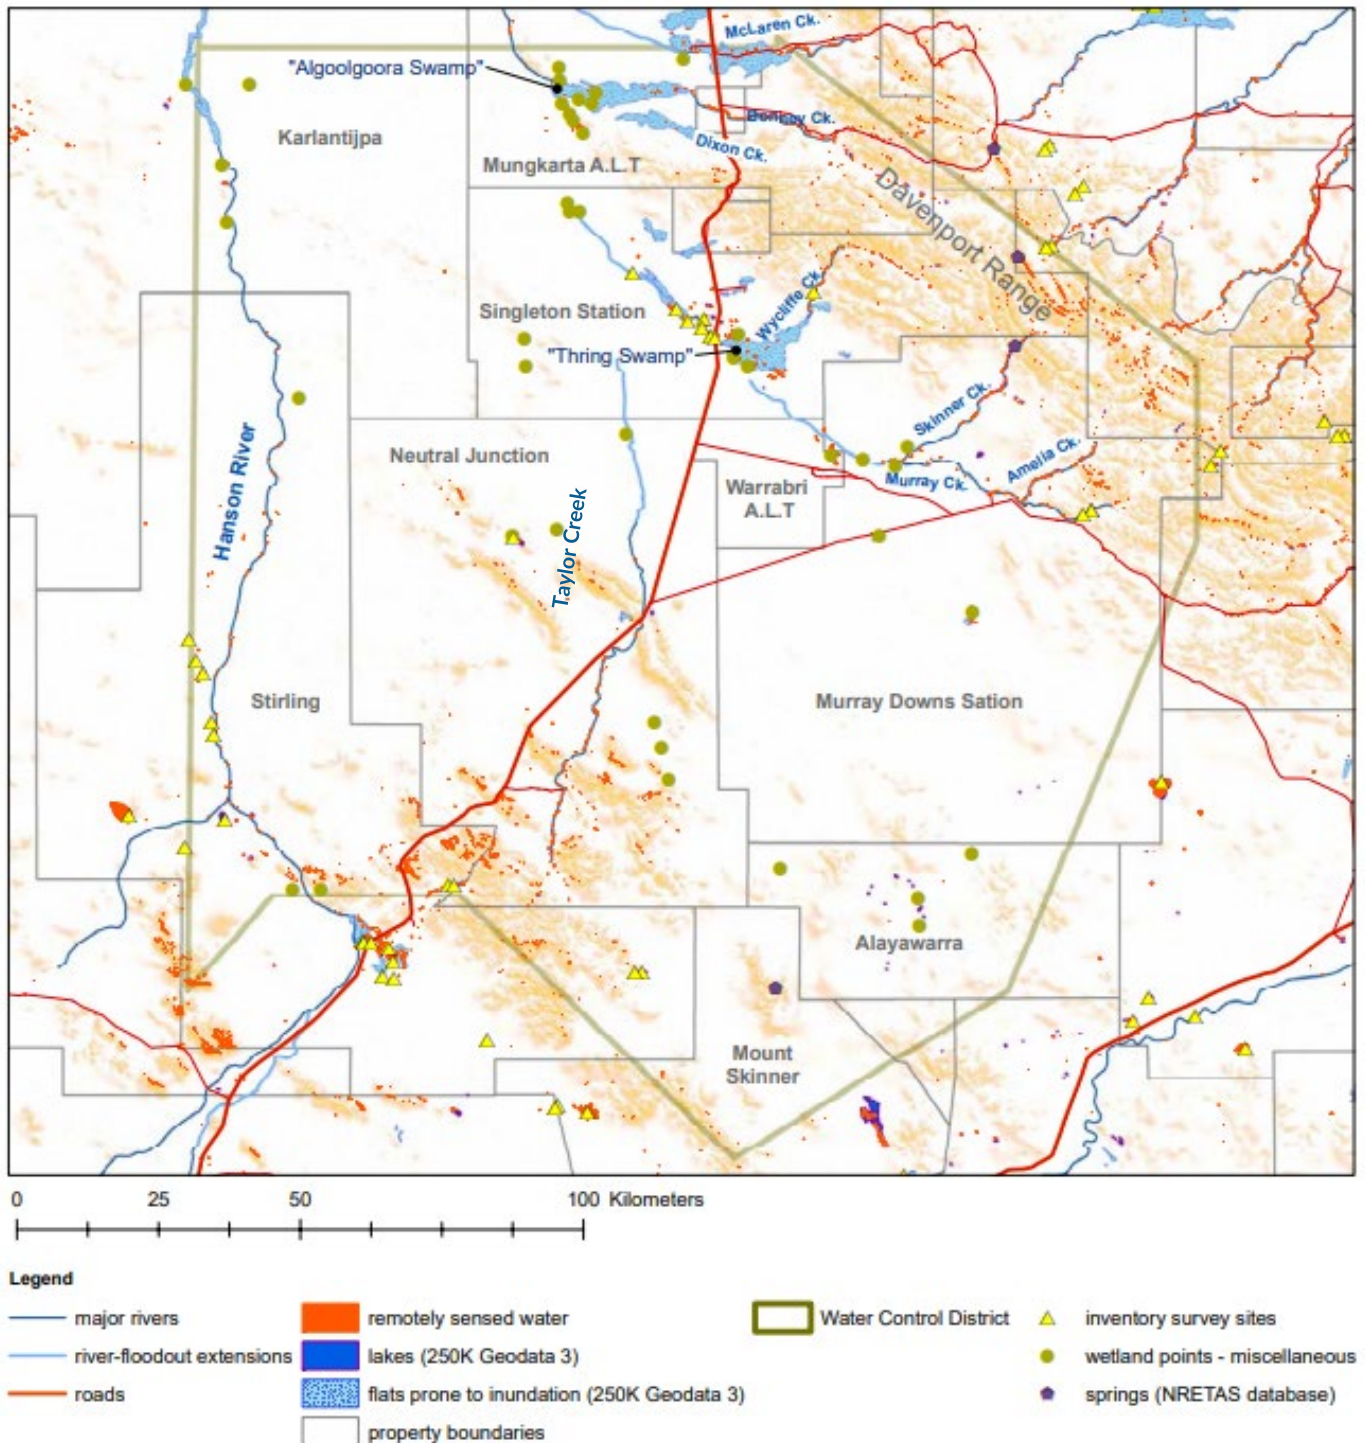 McLaren Ck.
"Algoolgoora Swamp"
Karlantijpa
Bonney Ck.
Dixon Ck.
Mungkarta A.L.T
Davenport Range
Singleton Station
Wycliffe Ck.
"Thring Swamp"
Skinner Ck.
Hanson River
Neutral Junction
Amelia Ck.
Murray Ck.
Warrabri
A.L.T
Taylor Creek
Stirling
Murray Downs Sation
Alayawarra
Mount
Skinner
0 25 50 100 Kilometers
Legend
major rivers
river-floodout extensions
roads
remotely sensed water
lakes (250K Geodata 3)
flats prone to inundation (250K Geodata 3)
property boundaries
Water Control District
inventory survey sites
wetland points - miscellaneous
springs (NRETAS database)